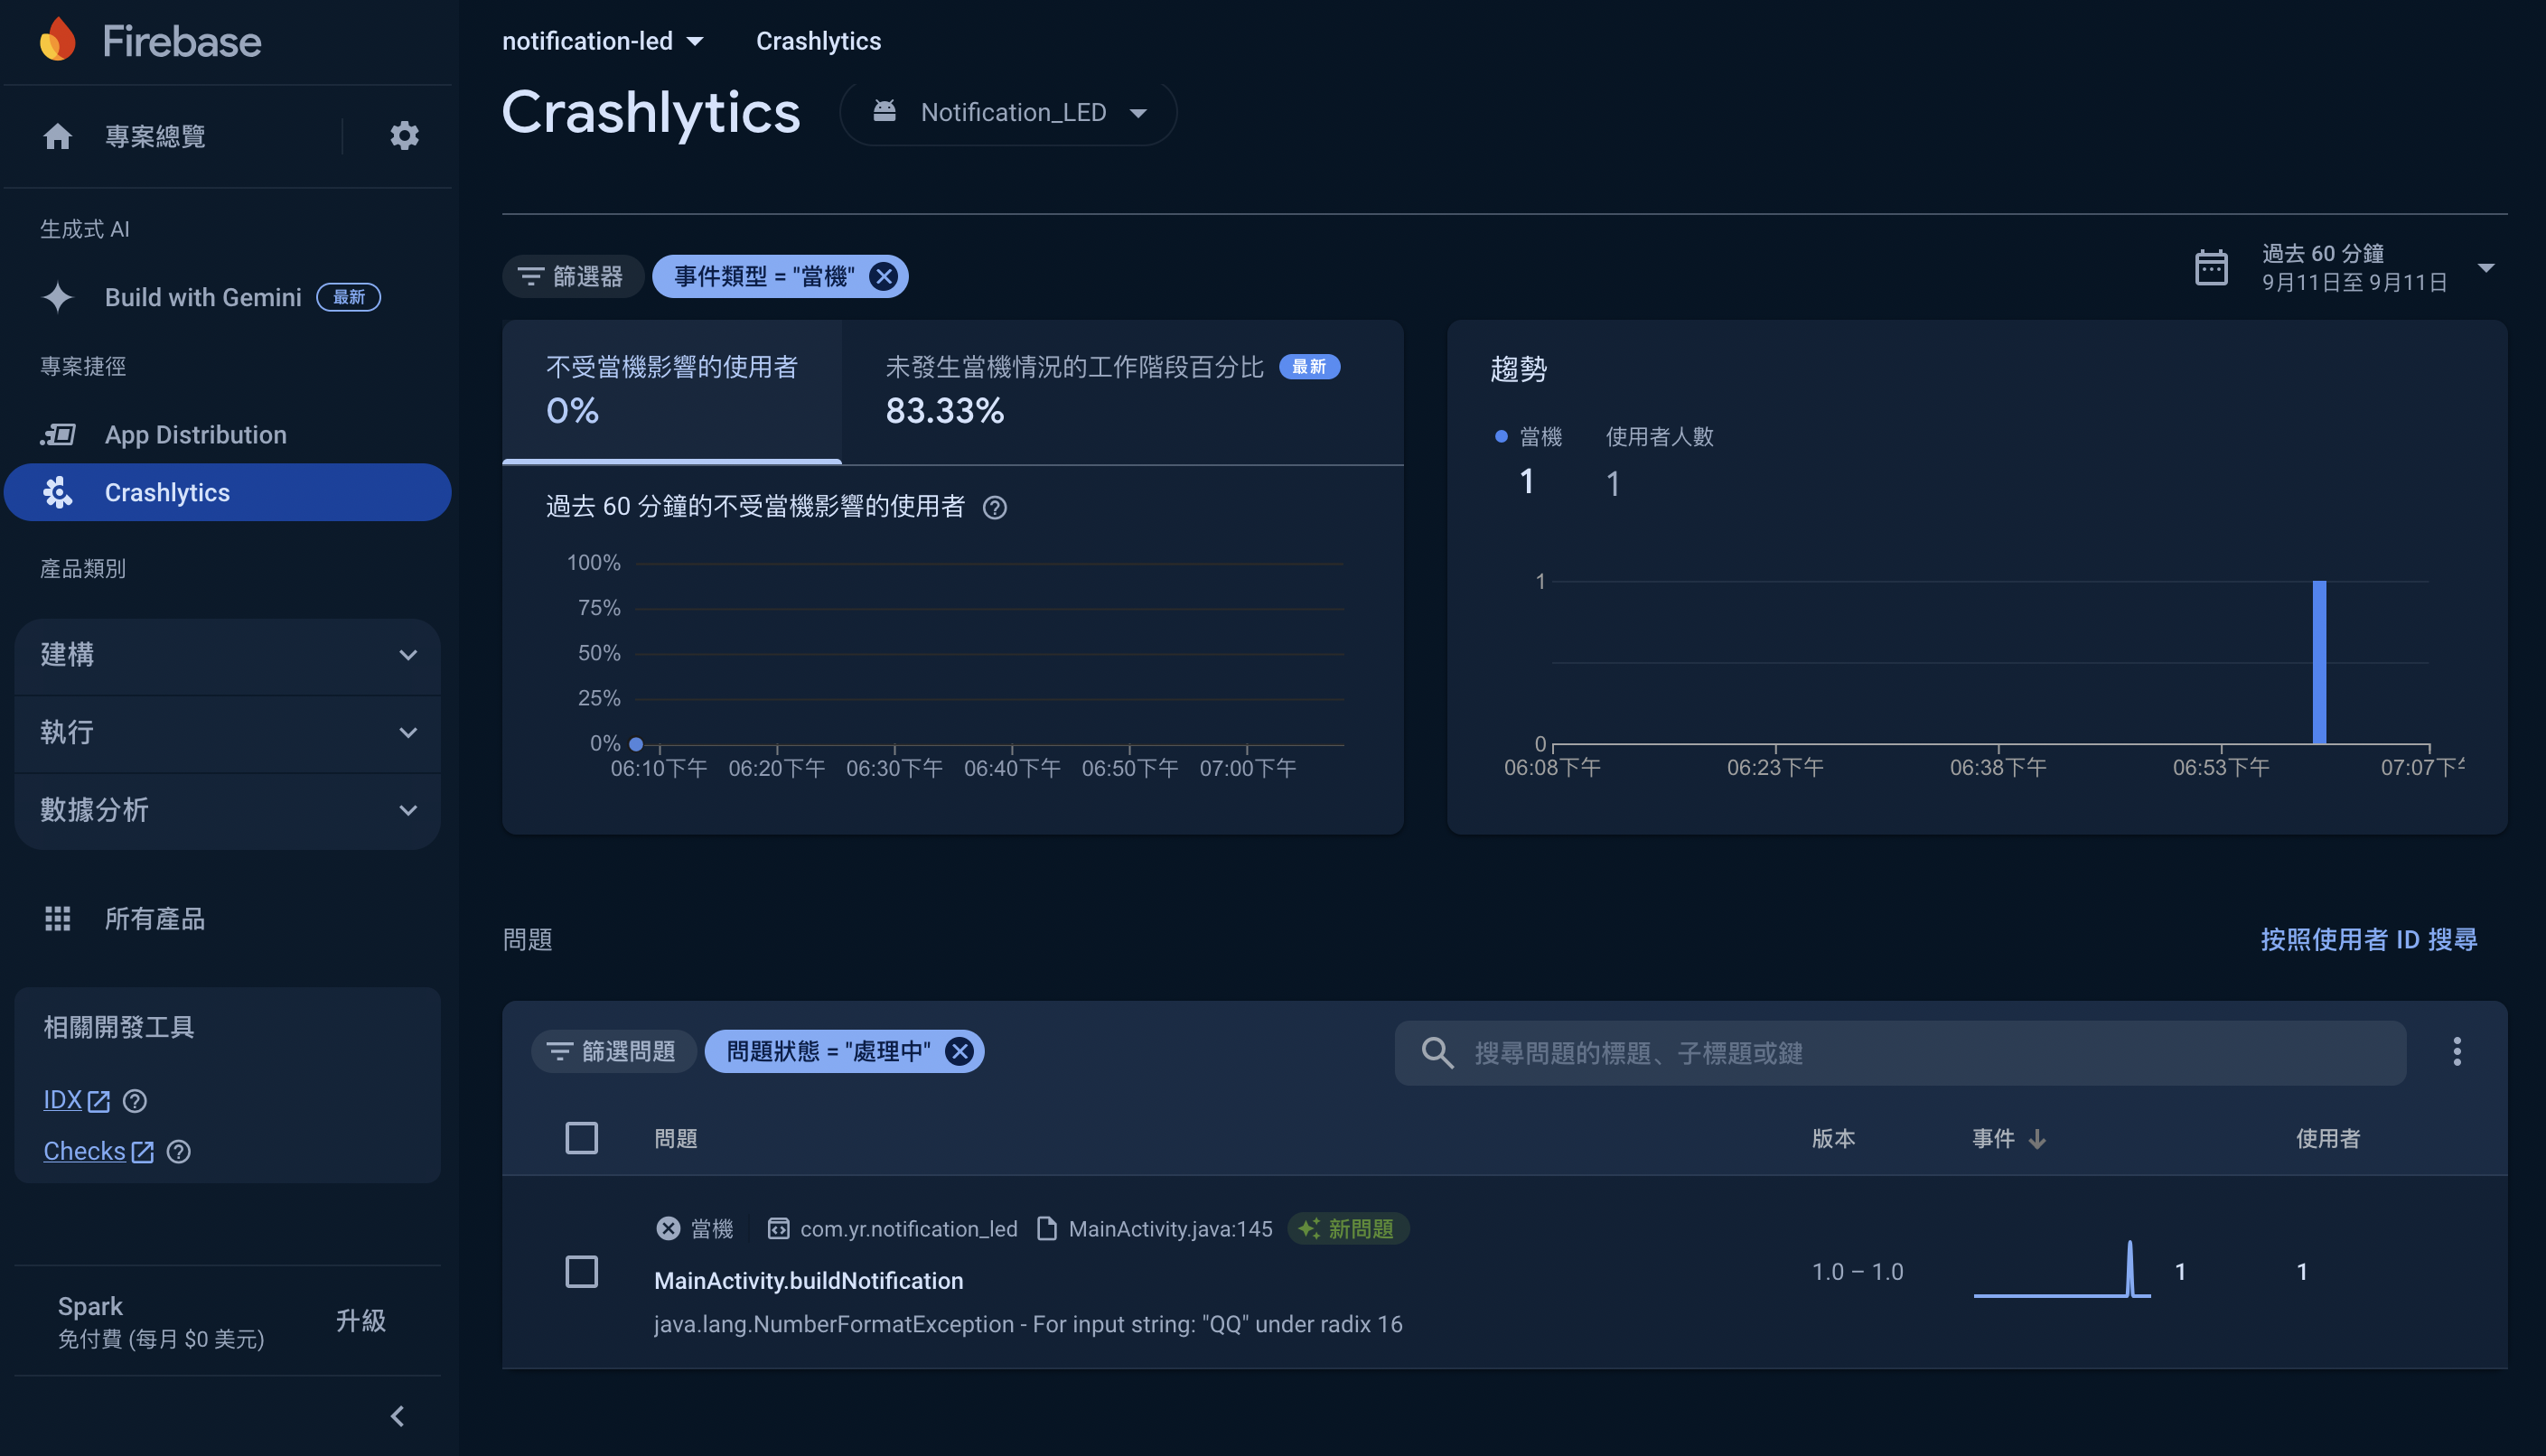 Firebase
專案總覽
生成式 AI
Build with Gemini 最新
專案捷徑
App Distribution
Crashlytics
產品類別
建構
執行
數據分析
所有產品
相關開發工具
IDX
Checks
Spark
免付費 (每月 $0 美元)
升級
notification-led Crashlytics
Crashlytics Notification_LED
篩選器 事件類型 = "當機"
過去 60 分鐘
9月11日至 9月11日
不受當機影響的使用者
0%
未發生當機情況的工作階段百分比 最新
83.33%
過去 60 分鐘的不受當機影響的使用者
100%
75%
50%
25%
0%
06:10下午 06:20下午 06:30下午 06:40下午 06:50下午 07:00下午
趨勢
當機 使用者人數
1 1
1
0
06:08下午 06:23下午 06:38下午 06:53下午 07:07下
問題
按照使用者 ID 搜尋
篩選問題 問題狀態 = "處理中" 搜尋問題的標題、子標題或鍵
問題 版本 事件 使用者
當機 com.yr.notification_led MainActivity.java:145 新問題
MainActivity.buildNotification
java.lang.NumberFormatException - For input string: "QQ" under radix 16
1.0 – 1.0 1 1